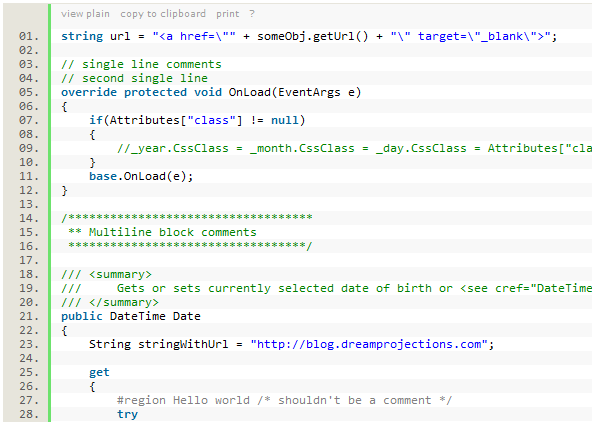 view plain copy to clipboard print ?
01. string url = "<a href=\"" + someObj.getUrl() + "\" target=\"_blank\">";
02.
03. // single line comments
04. // second single line
05. override protected void OnLoad(EventArgs e)
06. {
07.     if(Attributes["class"] != null)
08.     {
09.         //_year.CssClass = _month.CssClass = _day.CssClass = Attributes["cla
10.     }
11.     base.OnLoad(e);
12. }
13.
14. /***********************************
15.  ** Multiline block comments
16.  **********************************/
17.
18. /// <summary>
19. ///     Gets or sets currently selected date of birth or <see cref="DateTime
20. /// </summary>
21. public DateTime Date
22. {
23.     String stringWithUrl = "http://blog.dreamprojections.com";
24.
25.     get
26.     {
27.         #region Hello world /* shouldn't be a comment */
28.         try